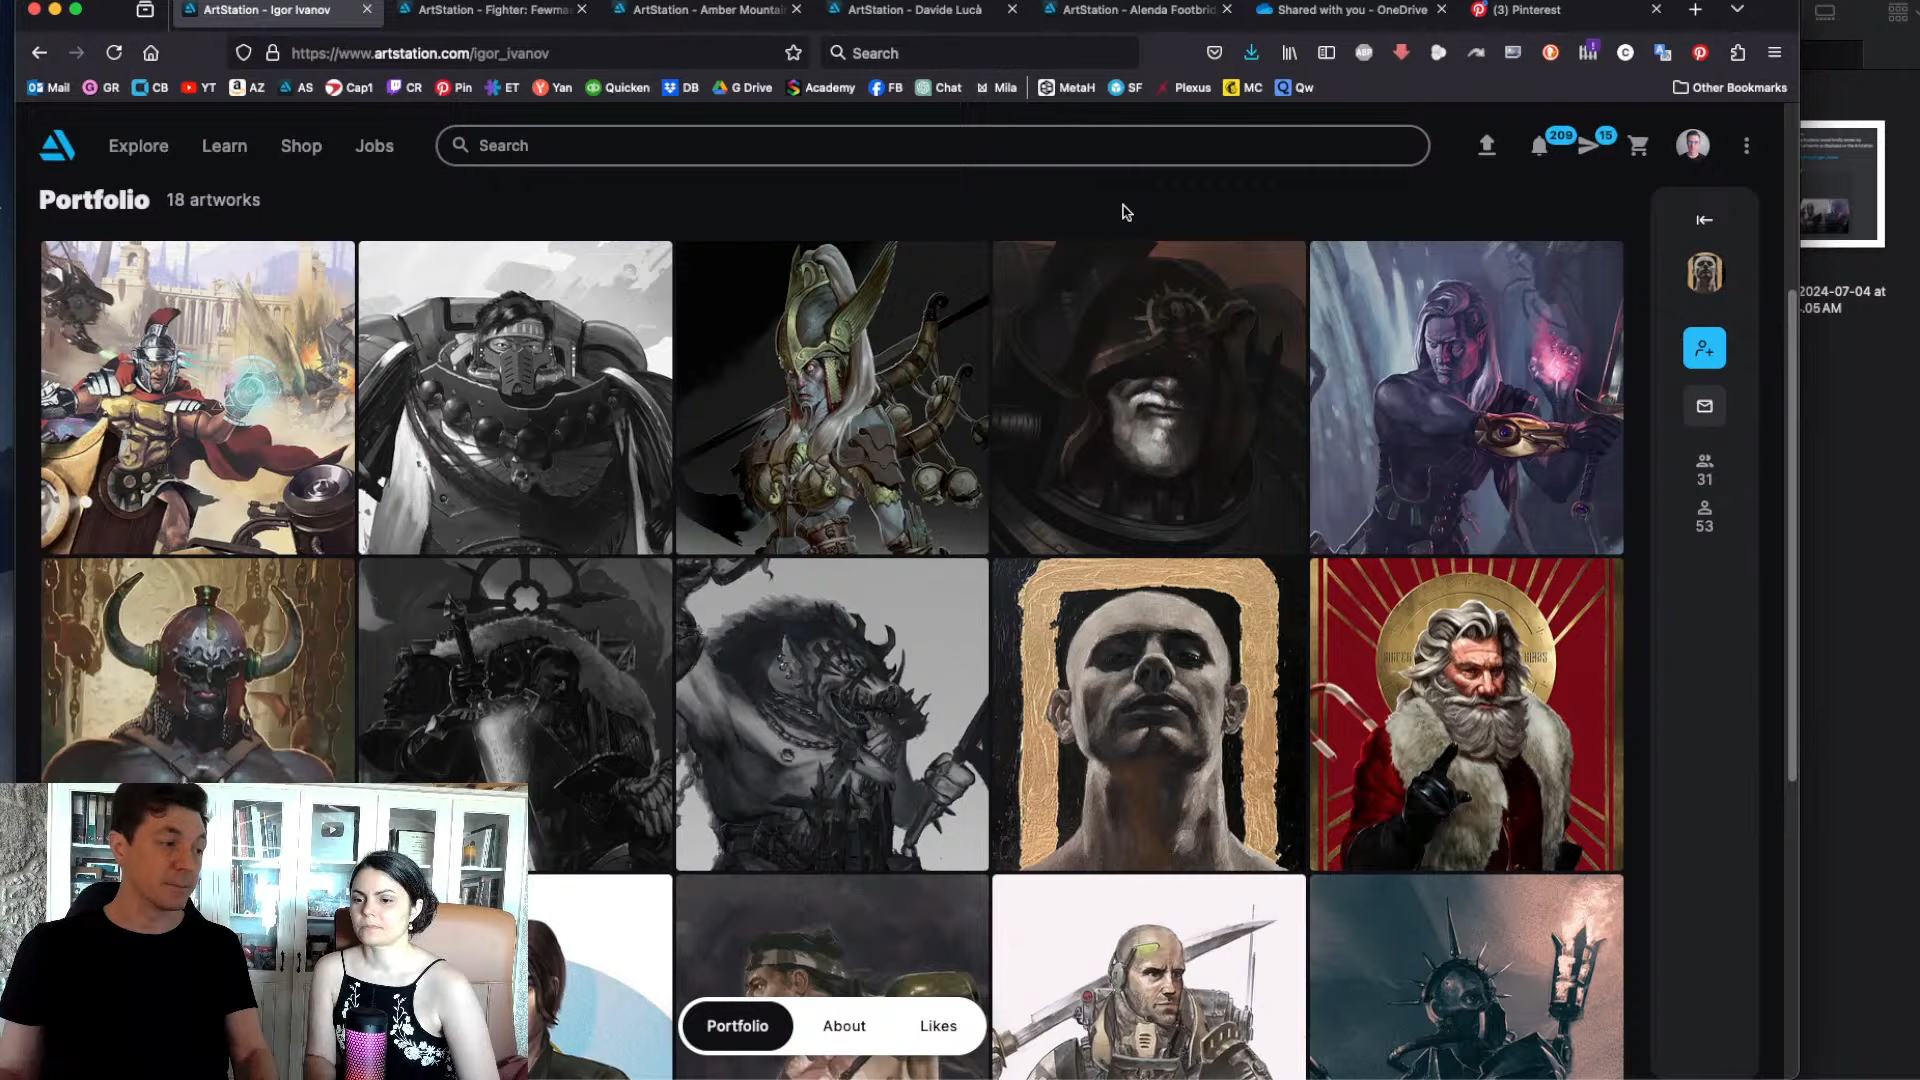 ArtStation - Igor Ivanov
ArtStation - Fighter: Fewma
ArtStation - Amber Mountai
ArtStation - Davide Lucà
ArtStation - Alenda Footbrid
Shared with you - OneDrive
(3) Pinterest
https://www.artstation.com/igor_ivanov
Search
ABP
Mail
GR
CB
YT
AZ
AS
Cap1
CR
Pin
ET
Yan
Quicken
DB
G Drive
Academy
FB
Chat
Mila
MetaH
SF
Plexus
MC
Qw
Other Bookmarks
Explore
Learn
Shop
Jobs
Search
209
15
Portfolio
18 artworks
31
53
2024-07-04 at
.05 AM
Portfolio
About
Likes